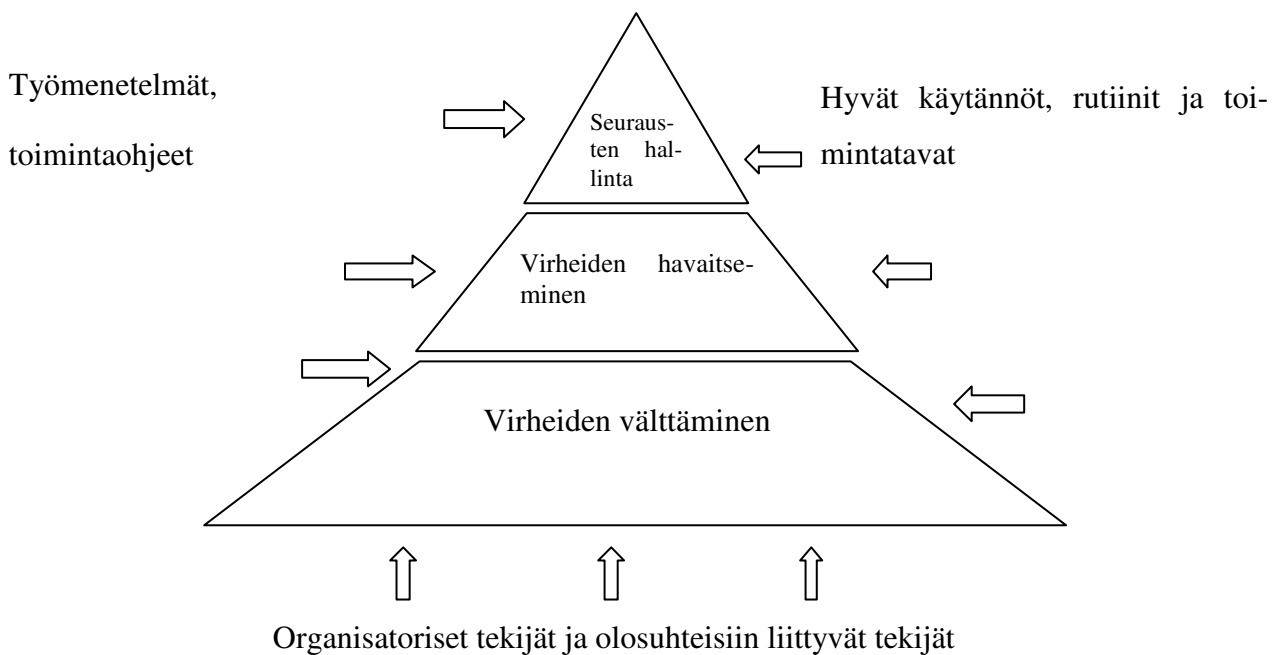 Työmenetelmät,
toimintaohjeet
Hyvät käytännöt, rutiinit ja toi-
mintatavat
Seuraus-
ten hal-
linta
Virheiden havaitse-
minen
Virheiden välttäminen
Organisatoriset tekijät ja olosuhteisiin liittyvät tekijät